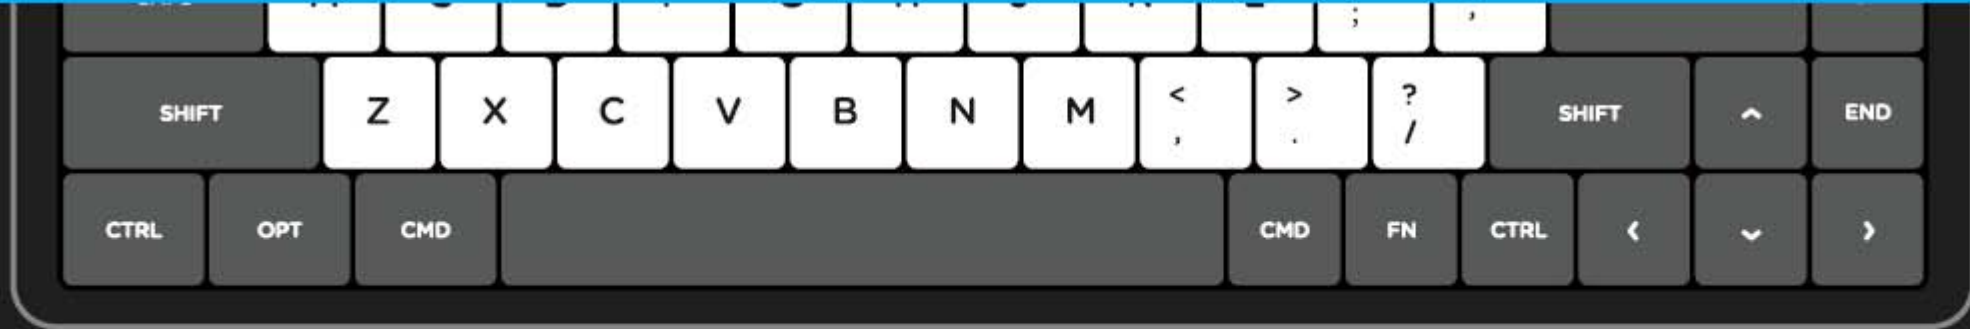 ; ,
SHIFT Z X C V B N M < > ? SHIFT ^ END
, . /
CTRL OPT CMD CMD FN CTRL < ⌄ >